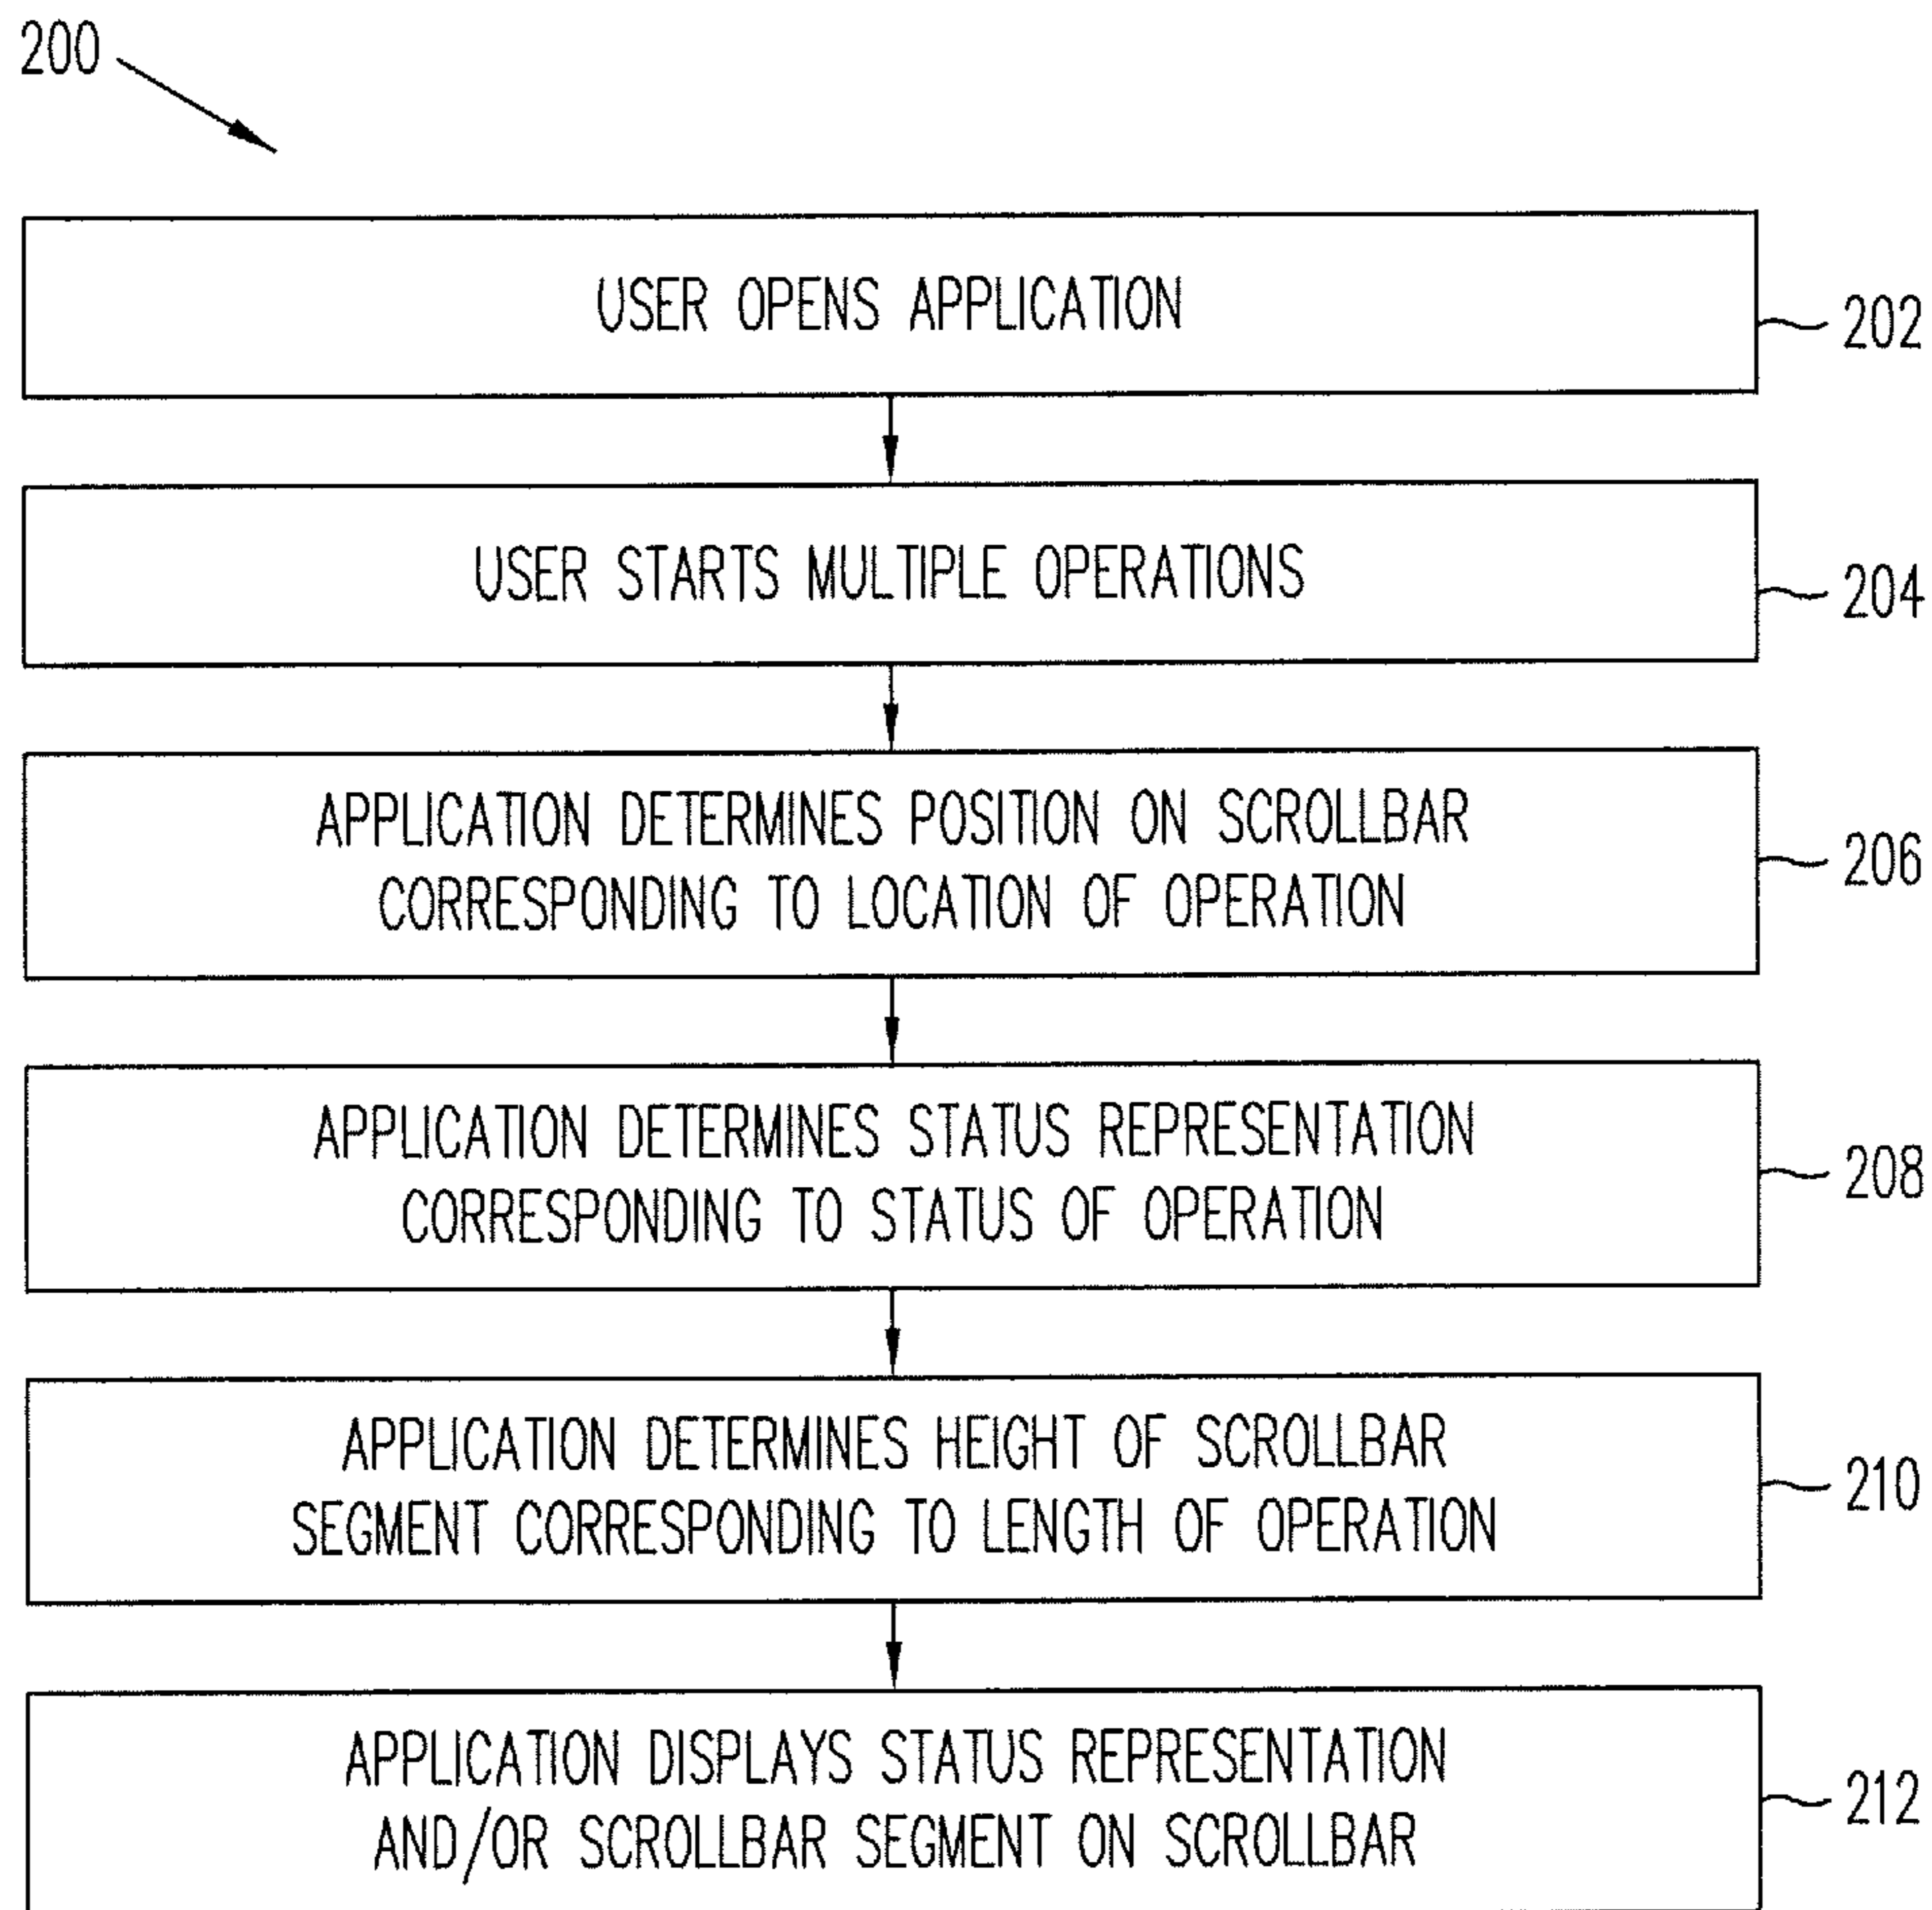 200
USER OPENS APPLICATION
202
USER STARTS MULTIPLE OPERATIONS
204
APPLICATION DETERMINES POSITION ON SCROLLBAR
CORRESPONDING TO LOCATION OF OPERATION
206
APPLICATION DETERMINES STATUS REPRESENTATION
CORRESPONDING TO STATUS OF OPERATION
208
APPLICATION DETERMINES HEIGHT OF SCROLLBAR
SEGMENT CORRESPONDING TO LENGTH OF OPERATION
210
APPLICATION DISPLAYS STATUS REPRESENTATION
AND/OR SCROLLBAR SEGMENT ON SCROLLBAR
212